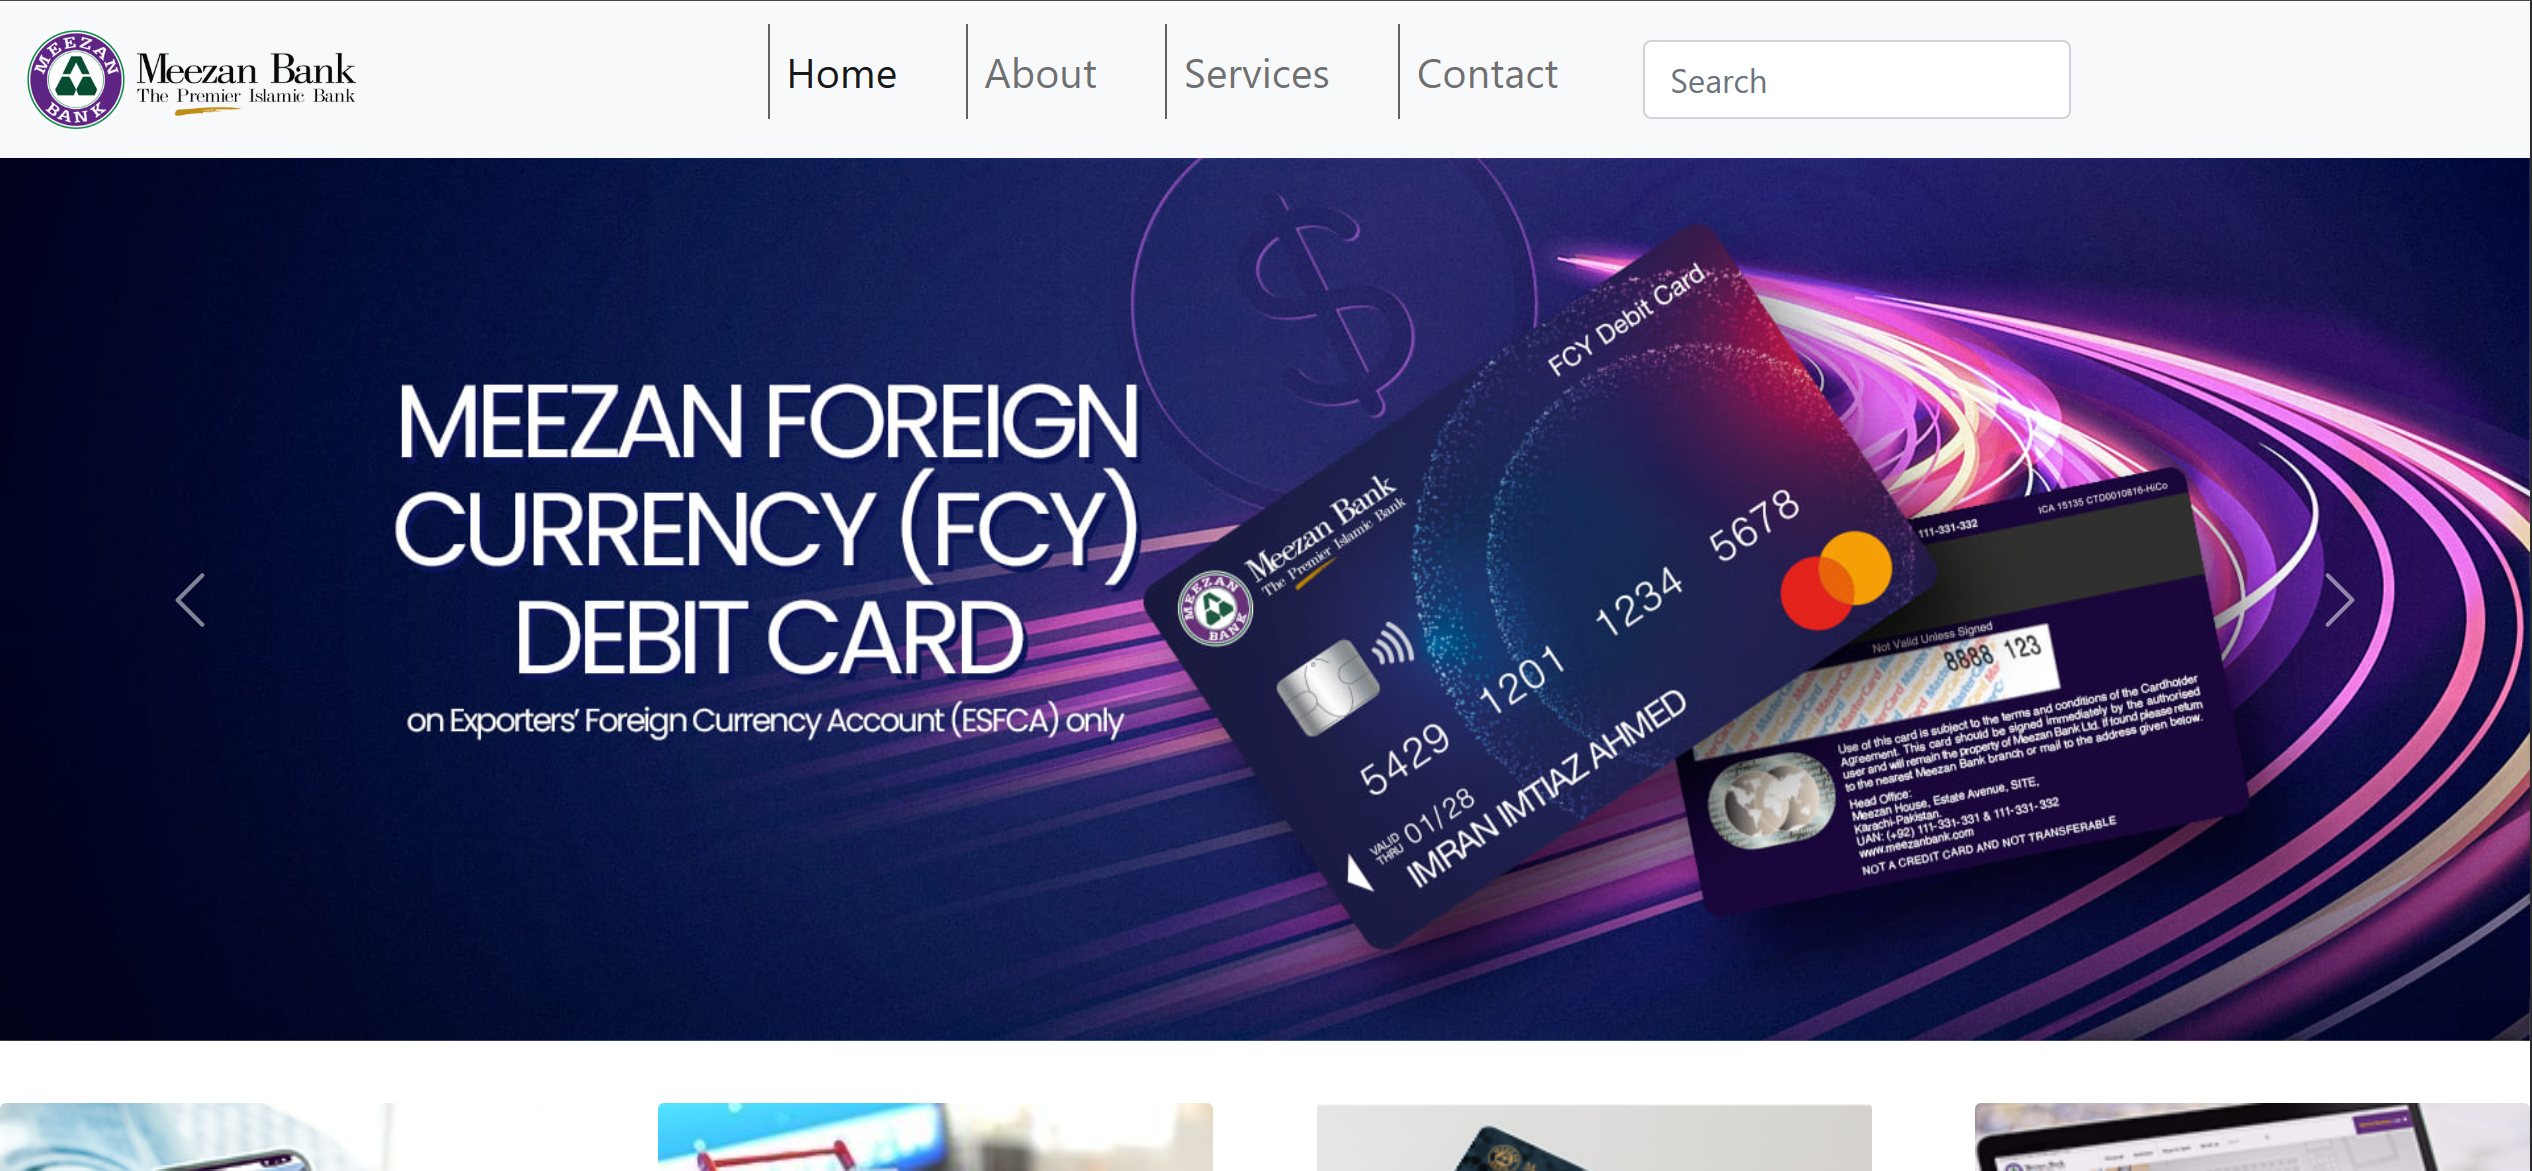 MEEZAN BANK
Meezan Bank
The Premier Islamic Bank
Home
About
Services
Contact
Search
MEEZAN FOREIGN
CURRENCY (FCY)
DEBIT CARD
on Exporters' Foreign Currency Account (ESFCA) only
FCY Debit Card
MEEZAN BANK
Meezan Bank
The Premier Islamic Bank
5429 1201 1234 5678
VALID
THRU
01/28
IMRAN IMTIAZ AHMED
111-331-332
ICA 15135 CTD0010816-HiCo
Not Valid Unless Signed
8888 123
Use of this card is subject to the terms and conditions of the Cardholder
Agreement. This card should be signed immediately by the authorised
user and will remain the property of Meezan Bank Ltd. If found please return
to the nearest Meezan Bank branch or mail to the address given below.
Head Office:
Meezan House, Estate Avenue, SITE,
Karachi-Pakistan.
UAN: (+92) 111-331-331 & 111-331-332
www.meezanbank.com
NOT A CREDIT CARD AND NOT TRANSFERABLE